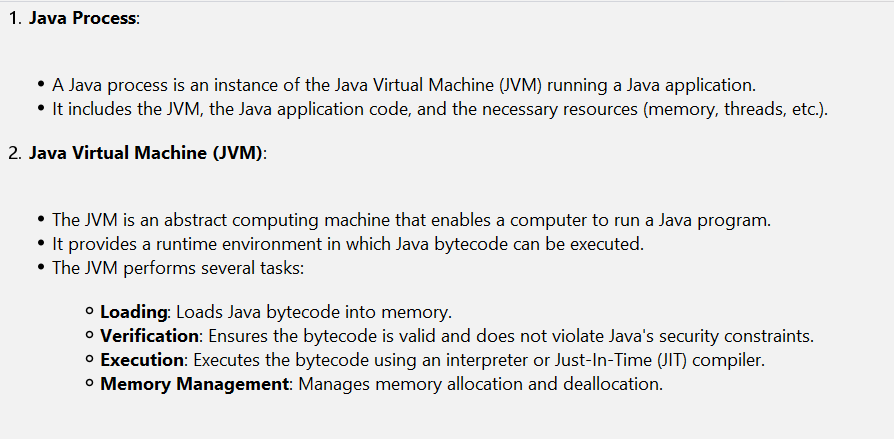 1. Java Process:
• A Java process is an instance of the Java Virtual Machine (JVM) running a Java application.
• It includes the JVM, the Java application code, and the necessary resources (memory, threads, etc.).
2. Java Virtual Machine (JVM):
• The JVM is an abstract computing machine that enables a computer to run a Java program.
• It provides a runtime environment in which Java bytecode can be executed.
• The JVM performs several tasks:
○ Loading: Loads Java bytecode into memory.
○ Verification: Ensures the bytecode is valid and does not violate Java's security constraints.
○ Execution: Executes the bytecode using an interpreter or Just-In-Time (JIT) compiler.
○ Memory Management: Manages memory allocation and deallocation.